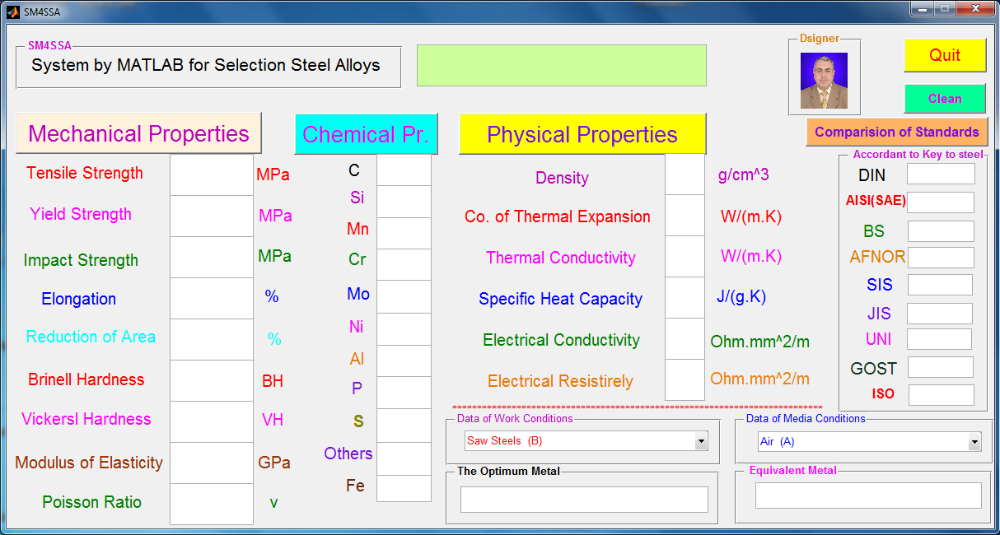 SM4SSA
SM4SSA
System by MATLAB for Selection Steel Alloys
Dsigner
Quit
Clean
Comparision of Standards
Mechanical Properties
Tensile Strength MPa
Yield Strength MPa
Impact Strength MPa
Elongation %
Reduction of Area %
Brinell Hardness BH
Vickersl Hardness VH
Modulus of Elasticity GPa
Poisson Ratio v
Chemical Pr.
C
Si
Mn
Cr
Mo
Ni
Al
P
S
Others
Fe
Physical Properties
Density g/cm^3
Co. of Thermal Expansion W/(m.K)
Thermal Conductivity W/(m.K)
Specific Heat Capacity J/(g.K)
Electrical Conductivity Ohm.mm^2/m
Electrical Resistirely Ohm.mm^2/m
Accordant to Key to steel
DIN
AISI(SAE)
BS
AFNOR
SIS
JIS
UNI
GOST
ISO
Data of Work Conditions
Saw Steels (B)
Data of Media Conditions
Air (A)
The Optimum Metal
Equivalent Metal